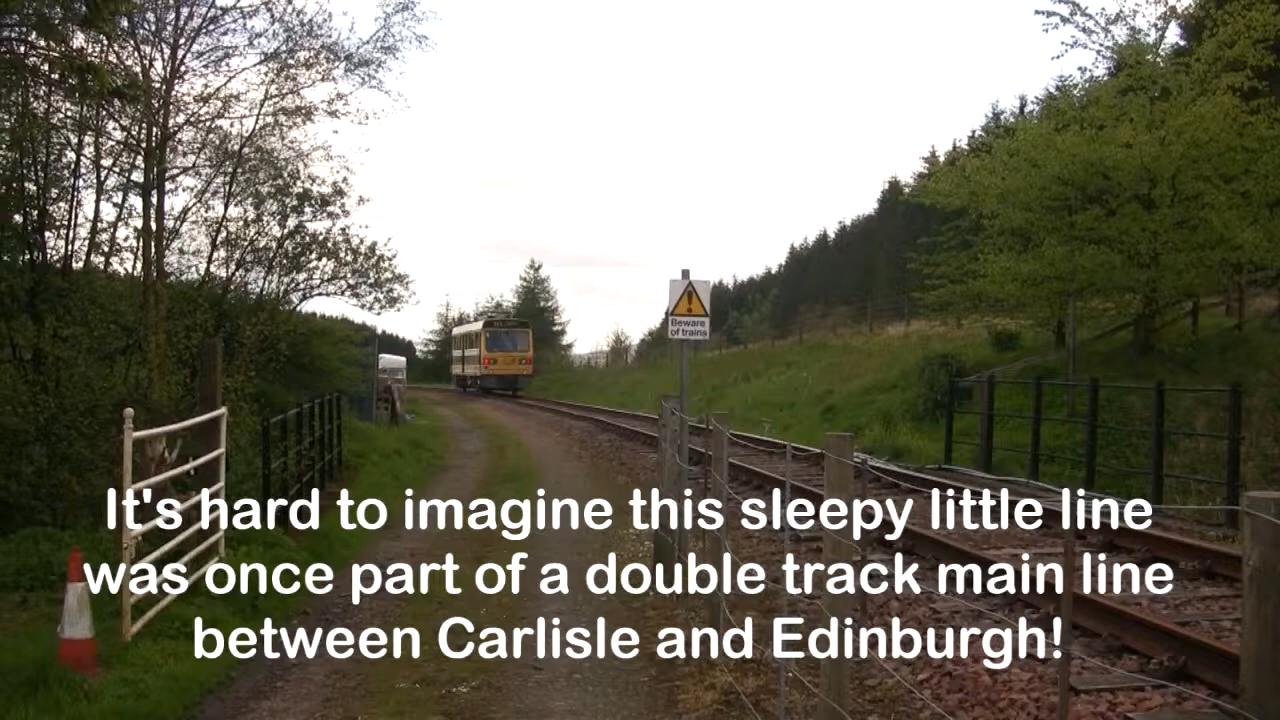 Beware
of trains
It's hard to imagine this sleepy little line
was once part of a double track main line
between Carlisle and Edinburgh!